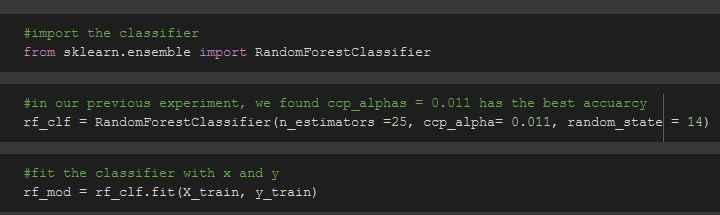 #import the classifier
from sklearn.ensemble import RandomForestClassifier
#in our previous experiment, we found ccp_alphas = 0.011 has the best accuarcy
rf_clf = RandomForestClassifier(n_estimators =25, ccp_alpha= 0.011, random_state = 14)
#fit the classifier with x and y
rf_mod = rf_clf.fit(X_train, y_train)